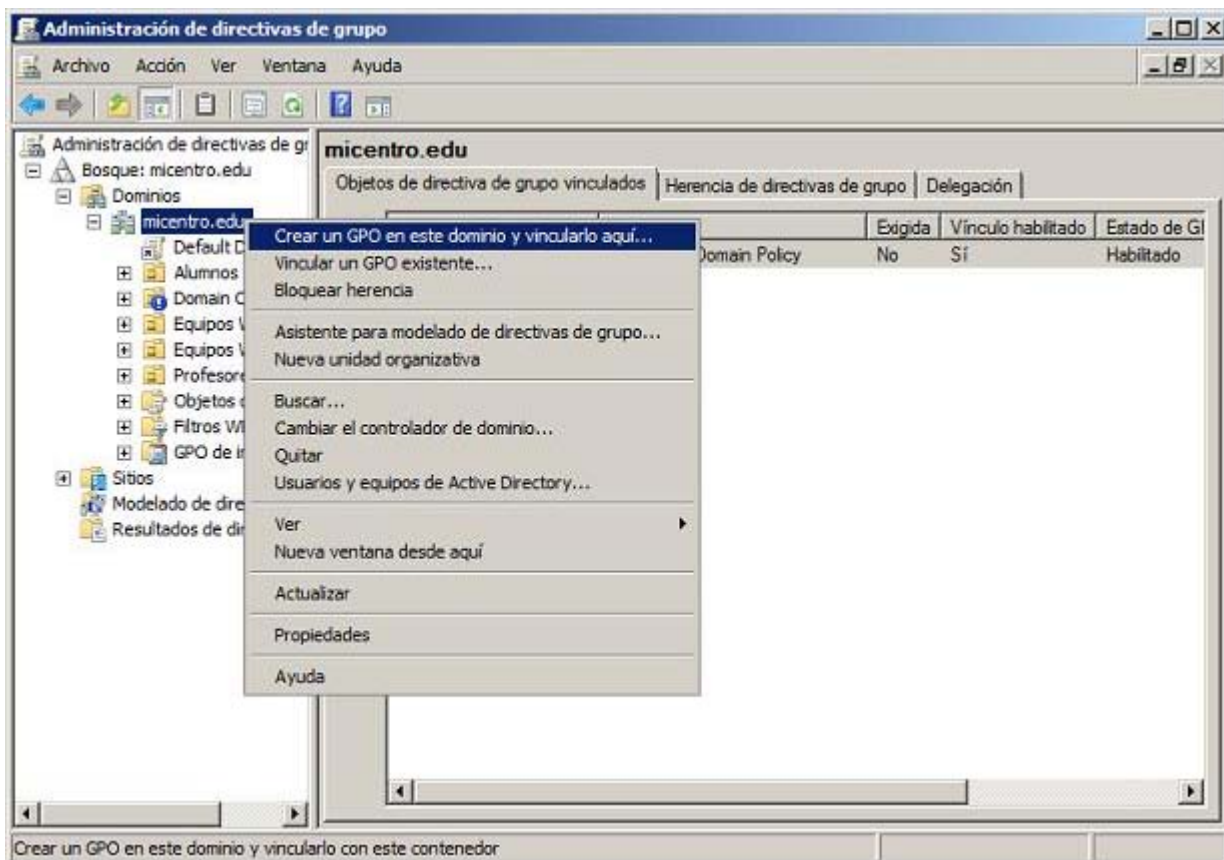 Administración de directivas de grupo
Archivo Acción Ver Ventana Ayuda
Administración de directivas de gr
Bosque: micentro.edu
Dominios
micentro.edu
Default D
Alumnos
Domain C
Equipos
Equipos
Profesore
Objetos
Filtros
GPO de
Sitios
Modelado de dire
Resultados de dir
micentro.edu
Objetos de directiva de grupo vinculados Herencia de directivas de grupo Delegación
Exigida Vínculo habilitado Estado de
Domain Policy No Sí Habilitado
Crear un GPO en este dominio y vincularlo aquí...
Vincular un GPO existente...
Bloquear herencia
Asistente para modelado de directivas de grupo...
Nueva unidad organizativa
Buscar...
Cambiar el controlador de dominio...
Quitar
Usuarios y equipos de Active Directory...
Ver
Nueva ventana desde aquí
Actualizar
Propiedades
Ayuda
Crear un GPO en este dominio y vincularlo con este contenedor